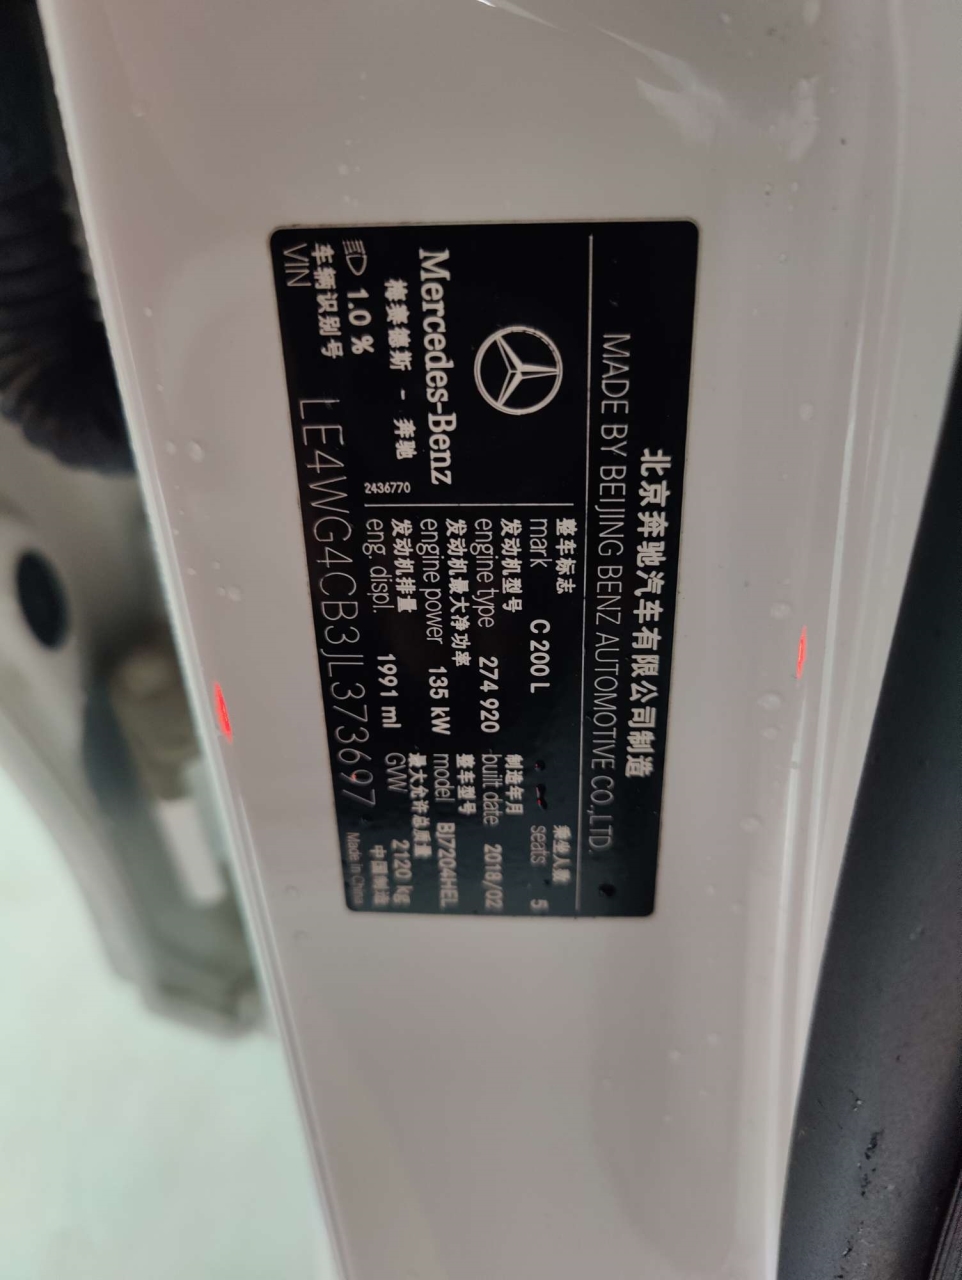 北京奔驰汽车有限公司制造
MADE BY BEIJING BENZ AUTOMOTIVE CO.,LTD.
Mercedes-Benz
梅赛德斯 - 奔驰
2436770
整车标志
mark C 200 L
乘坐人数
seats 5
发动机型号
engine type 274 920
制造年月
built date 2018/02
发动机最大净功率
engine power 135 kW
整车型号
model BJ7204HEL
发动机排量
eng. displ. 1991 ml
最大允许总质量
GVW 2120 kg
1.0 %
中国制造
Made in China
车辆识别号
VIN LE4WG4CB3JL373697